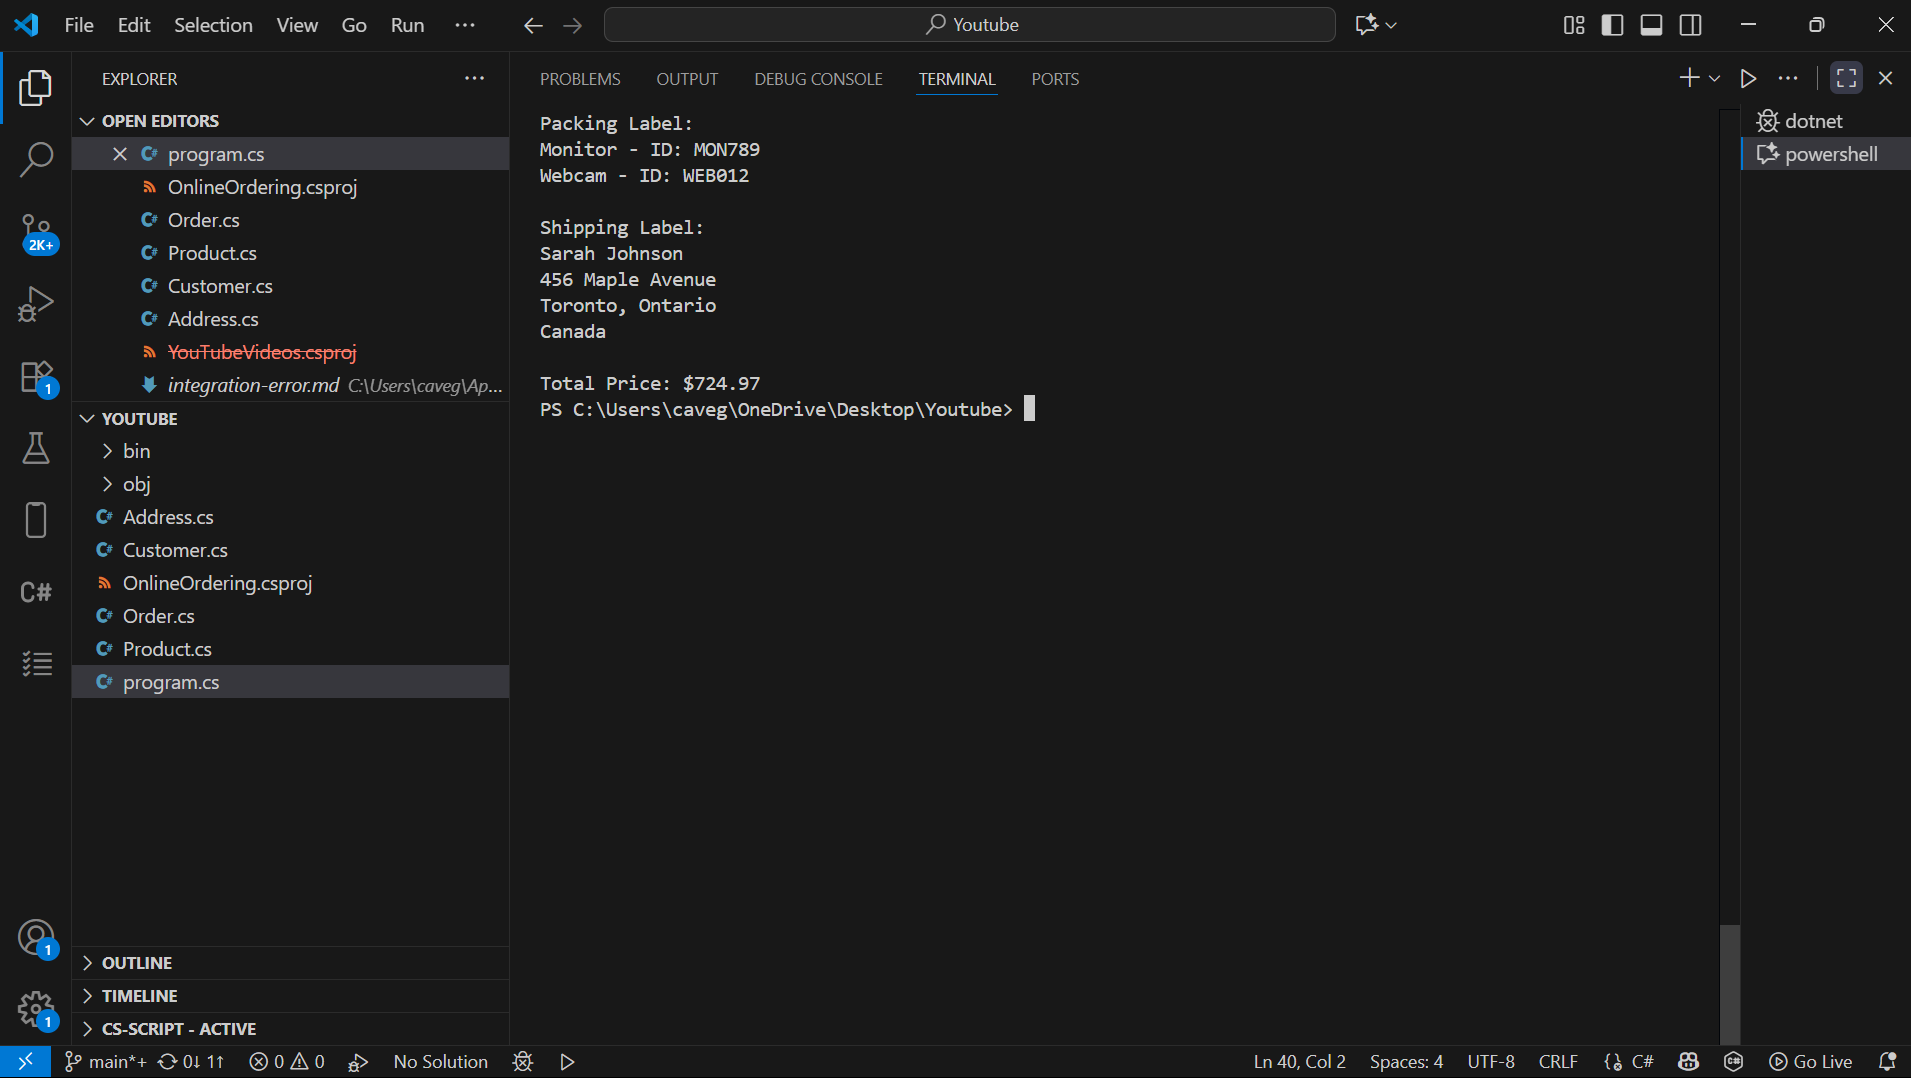 File Edit Selection View Go Run ···
Youtube
EXPLORER ···
OPEN EDITORS
program.cs
OnlineOrdering.csproj
Order.cs
Product.cs
Customer.cs
Address.cs
YouTubeVideos.csproj
integration-error.md C:\Users\caveg\Ap...
YOUTUBE
bin
obj
Address.cs
Customer.cs
OnlineOrdering.csproj
Order.cs
Product.cs
program.cs
OUTLINE
TIMELINE
CS-SCRIPT - ACTIVE
2K+
1
C#
1
1
PROBLEMS OUTPUT DEBUG CONSOLE TERMINAL PORTS
Packing Label:
Monitor - ID: MON789
Webcam - ID: WEB012
Shipping Label:
Sarah Johnson
456 Maple Avenue
Toronto, Ontario
Canada
Total Price: $724.97
PS C:\Users\caveg\OneDrive\Desktop\Youtube>
dotnet
powershell
main*+ 0↓ 1↑ 0 0 No Solution
Ln 40, Col 2 Spaces: 4 UTF-8 CRLF C# Go Live